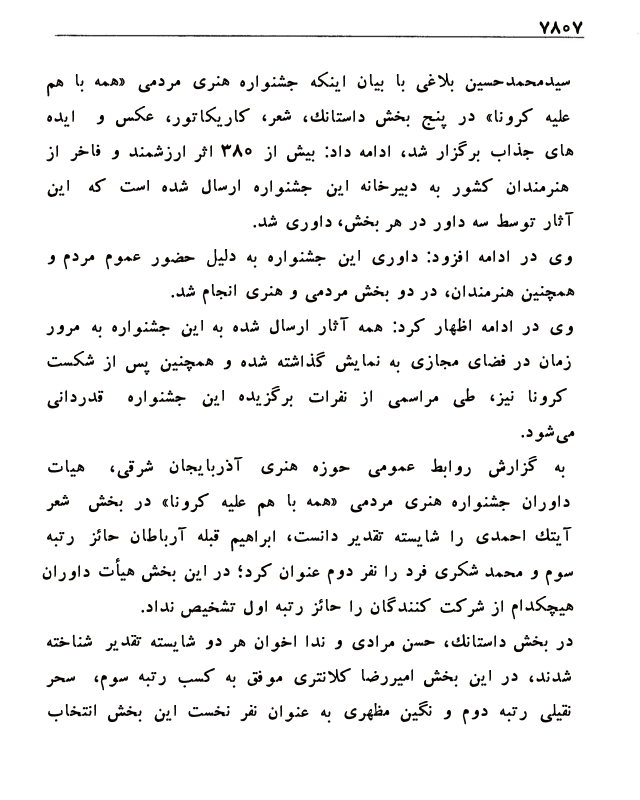 ۷۸۰۷
سیدمحمدحسین بلاغی با بیان اینکه جشنواره هنری مردمی «همه با هم
علیه کرونا» در پنج بخش داستانك، شعر، کاریکاتور، عکس و ایده
های جذاب برگزار شد، ادامه داد: بیش از ۳۸۰ اثر ارزشمند و فاخر از
هنرمندان کشور به دبیرخانه این جشنواره ارسال شده است که این
آثار توسط سه داور در هر بخش، داوری شد.
وی در ادامه افزود: داوری این جشنواره به دلیل حضور عموم مردم و
همچنین هنرمندان، در دو بخش مردمی و هنری انجام شد.
وی در ادامه اظهار کرد: همه آثار ارسال شده به این جشنواره به مرور
زمان در فضای مجازی به نمایش گذاشته شده و همچنین پس از شکست
کرونا نیز، طی مراسمی از نفرات برگزیده این جشنواره قدردانی
می‌شود.
به گزارش روابط عمومی حوزه هنری آذربایجان شرقی، هیات
داوران جشنواره هنری مردمی «همه با هم علیه کرونا» در بخش شعر
آیتك احمدی را شایسته تقدیر دانست، ابراهیم قبله آرباطان حائز رتبه
سوم و محمد شکری فرد را نفر دوم عنوان کرد؛ در این بخش هیأت داوران
هیچکدام از شرکت کنندگان را حائز رتبه اول تشخیص نداد.
در بخش داستانك، حسن مرادی و ندا اخوان هر دو شایسته تقدیر شناخته
شدند، در این بخش امیررضا کلانتری موفق به کسب رتبه سوم، سحر
نقیلی رتبه دوم و نگین مظهری به عنوان نفر نخست این بخش انتخاب